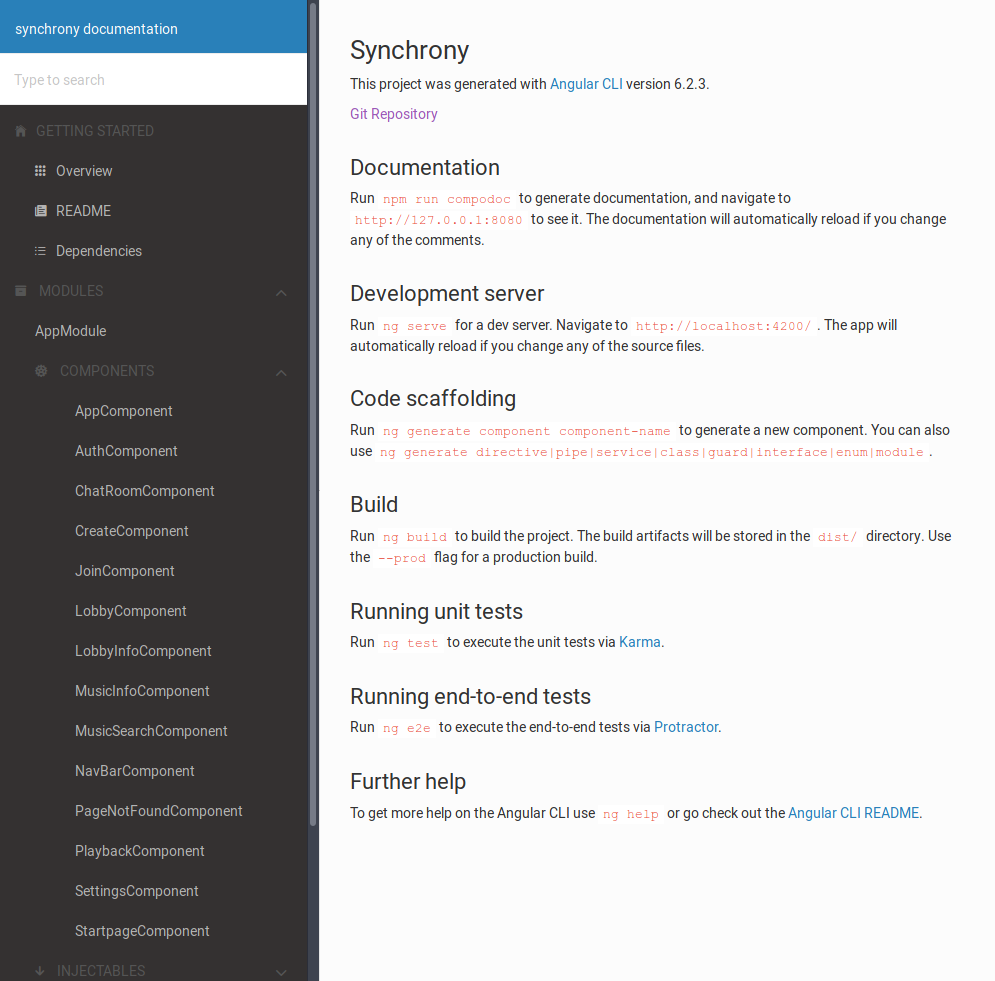 synchrony documentation
Type to search
GETTING STARTED
Overview
README
Dependencies
MODULES
AppModule
COMPONENTS
AppComponent
AuthComponent
ChatRoomComponent
CreateComponent
JoinComponent
LobbyComponent
LobbyInfoComponent
MusicInfoComponent
MusicSearchComponent
NavBarComponent
PageNotFoundComponent
PlaybackComponent
SettingsComponent
StartpageComponent
INJECTABLES
Synchrony
This project was generated with Angular CLI version 6.2.3.
Git Repository
Documentation
Run npm run compodoc to generate documentation, and navigate to
http://127.0.0.1:8080 to see it. The documentation will automatically reload if you change
any of the comments.
Development server
Run ng serve for a dev server. Navigate to http://localhost:4200/ . The app will
automatically reload if you change any of the source files.
Code scaffolding
Run ng generate component component-name to generate a new component. You can also
use ng generate directive|pipe|service|class|guard|interface|enum|module .
Build
Run ng build to build the project. The build artifacts will be stored in the dist/ directory. Use
the --prod flag for a production build.
Running unit tests
Run ng test to execute the unit tests via Karma.
Running end-to-end tests
Run ng e2e to execute the end-to-end tests via Protractor.
Further help
To get more help on the Angular CLI use ng help or go check out the Angular CLI README.